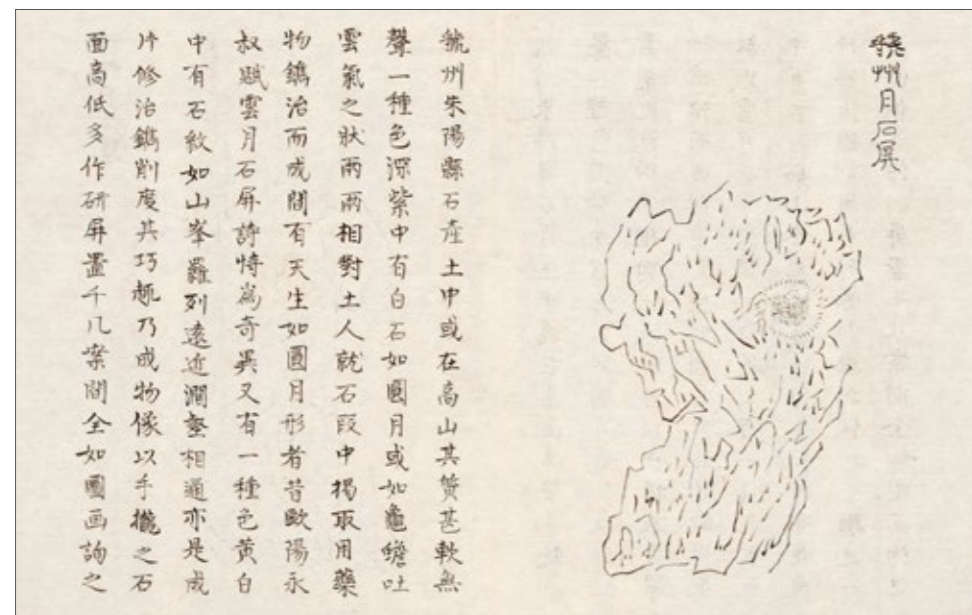 虢州月石屏
虢州朱陽縣石產土中或在高山其質甚軟無
聲一種色深紫中有白石如圓月或如龜蟾吐
雲氣之狀兩兩相對土人就石段中揭取用藥
物鐫治而成間有天生如圓月形者昔歐陽永
叔賦雲月石屏詩特為奇異又有一種色黃白
中有石紋如山峯羅列遠近澗壑相通亦是成
片修治鐫削度其巧趣乃成物像以手攏之石
面高低多作研屏置于几案間全如圖画詢之